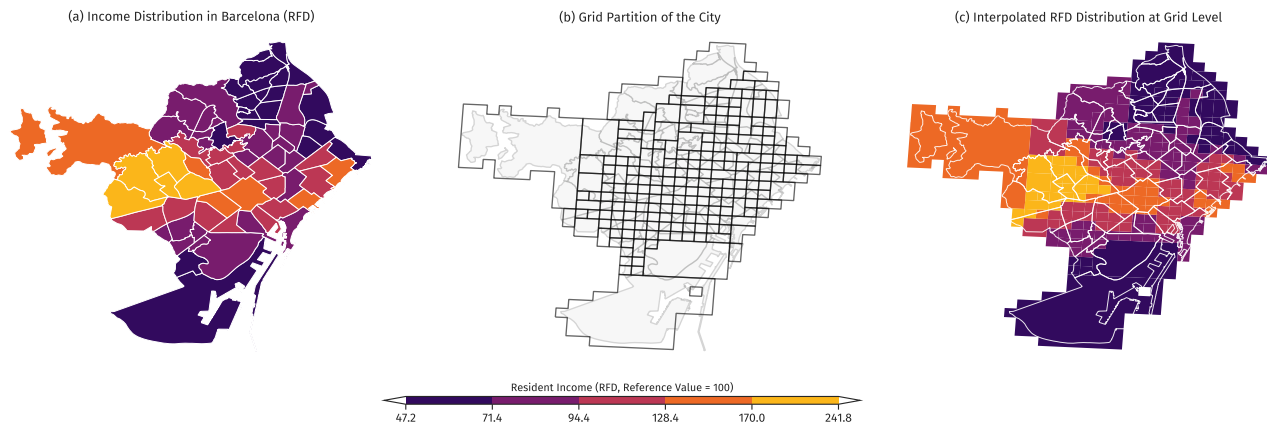 (a) Income Distribution in Barcelona (RFD)
(b) Grid Partition of the City
(c) Interpolated RFD Distribution at Grid Level
Resident Income (RFD, Reference Value = 100)
47.2 71.4 94.4 128.4 170.0 241.8